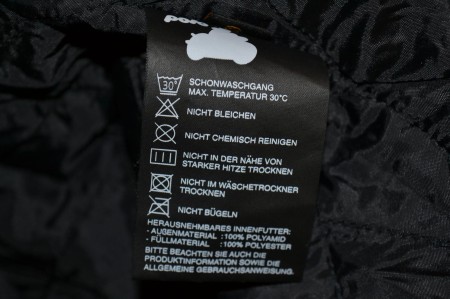 30°
SCHONWASCHGANG
MAX. TEMPERATUR 30°C
NICHT BLEICHEN
NICHT CHEMISCH REINIGEN
NICHT IN DER NÄHE VON
STARKER HITZE TROCKNEN
NICHT IM WÄSCHETROCKNER
TROCKNEN
NICHT BÜGELN
HERAUSNEHMBARES INNENFUTTER:
- AUßENMATERIAL :100% POLYAMID
- FÜLLMATERIAL :100% POLYESTER
BITTE BEACHTEN SIE AUCH DIE
PRODUKTINFORMATION SOWIE DIE
ALLGEMEINE GEBRAUCHSANWEISUNG.